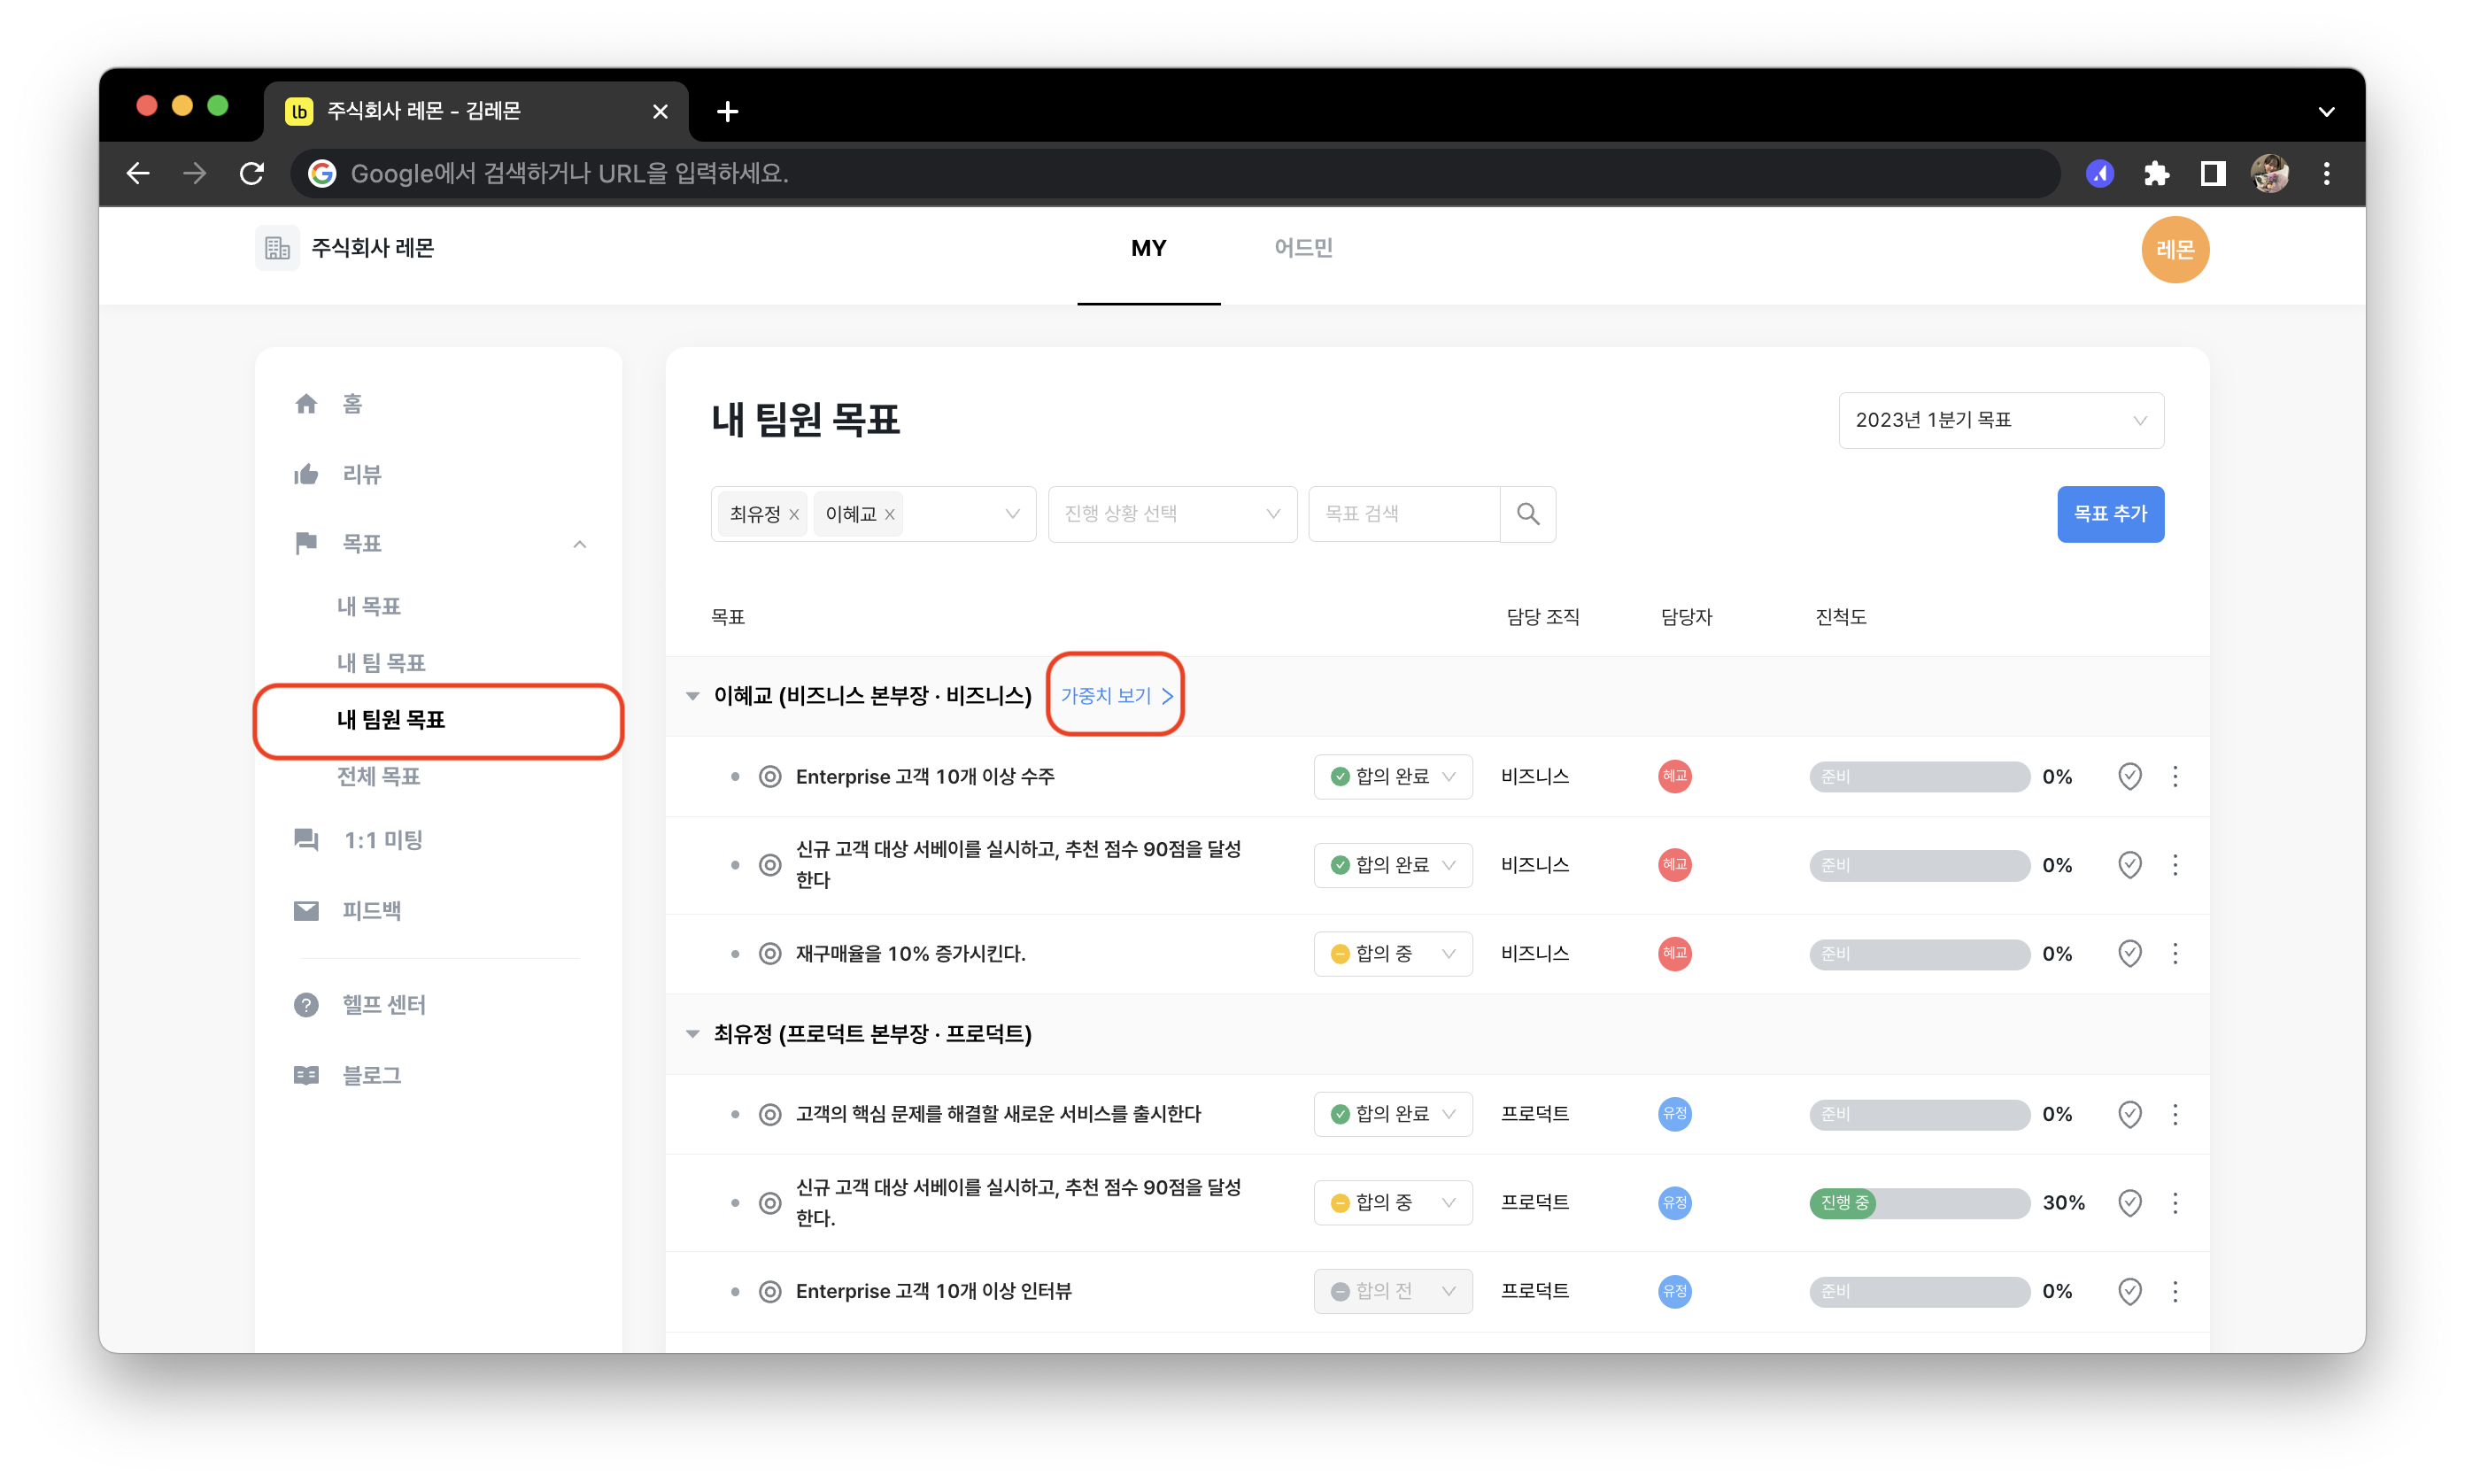 lb 주식회사 레몬 - 김레몬
Google에서 검색하거나 URL을 입력하세요.
주식회사 레몬
MY
어드민
레몬
홈
리뷰
목표
내 목표
내 팀 목표
내 팀원 목표
전체 목표
1:1 미팅
피드백
헬프 센터
블로그
내 팀원 목표
2023년 1분기 목표
최유정 이혜교 진행 상황 선택 목표 검색 목표 추가
목표 담당 조직 담당자 진척도
이혜교 (비즈니스 본부장 · 비즈니스) 가중치 보기
Enterprise 고객 10개 이상 수주 합의 완료 비즈니스 혜교 준비 0%
신규 고객 대상 서베이를 실시하고, 추천 점수 90점을 달성
한다
합의 완료 비즈니스 혜교 준비 0%
재구매율을 10% 증가시킨다. 합의 중 비즈니스 혜교 준비 0%
최유정 (프로덕트 본부장 · 프로덕트)
고객의 핵심 문제를 해결할 새로운 서비스를 출시한다 합의 완료 프로덕트 유정 준비 0%
신규 고객 대상 서베이를 실시하고, 추천 점수 90점을 달성
한다.
합의 중 프로덕트 유정 진행 중 30%
Enterprise 고객 10개 이상 인터뷰 합의 전 프로덕트 유정 준비 0%